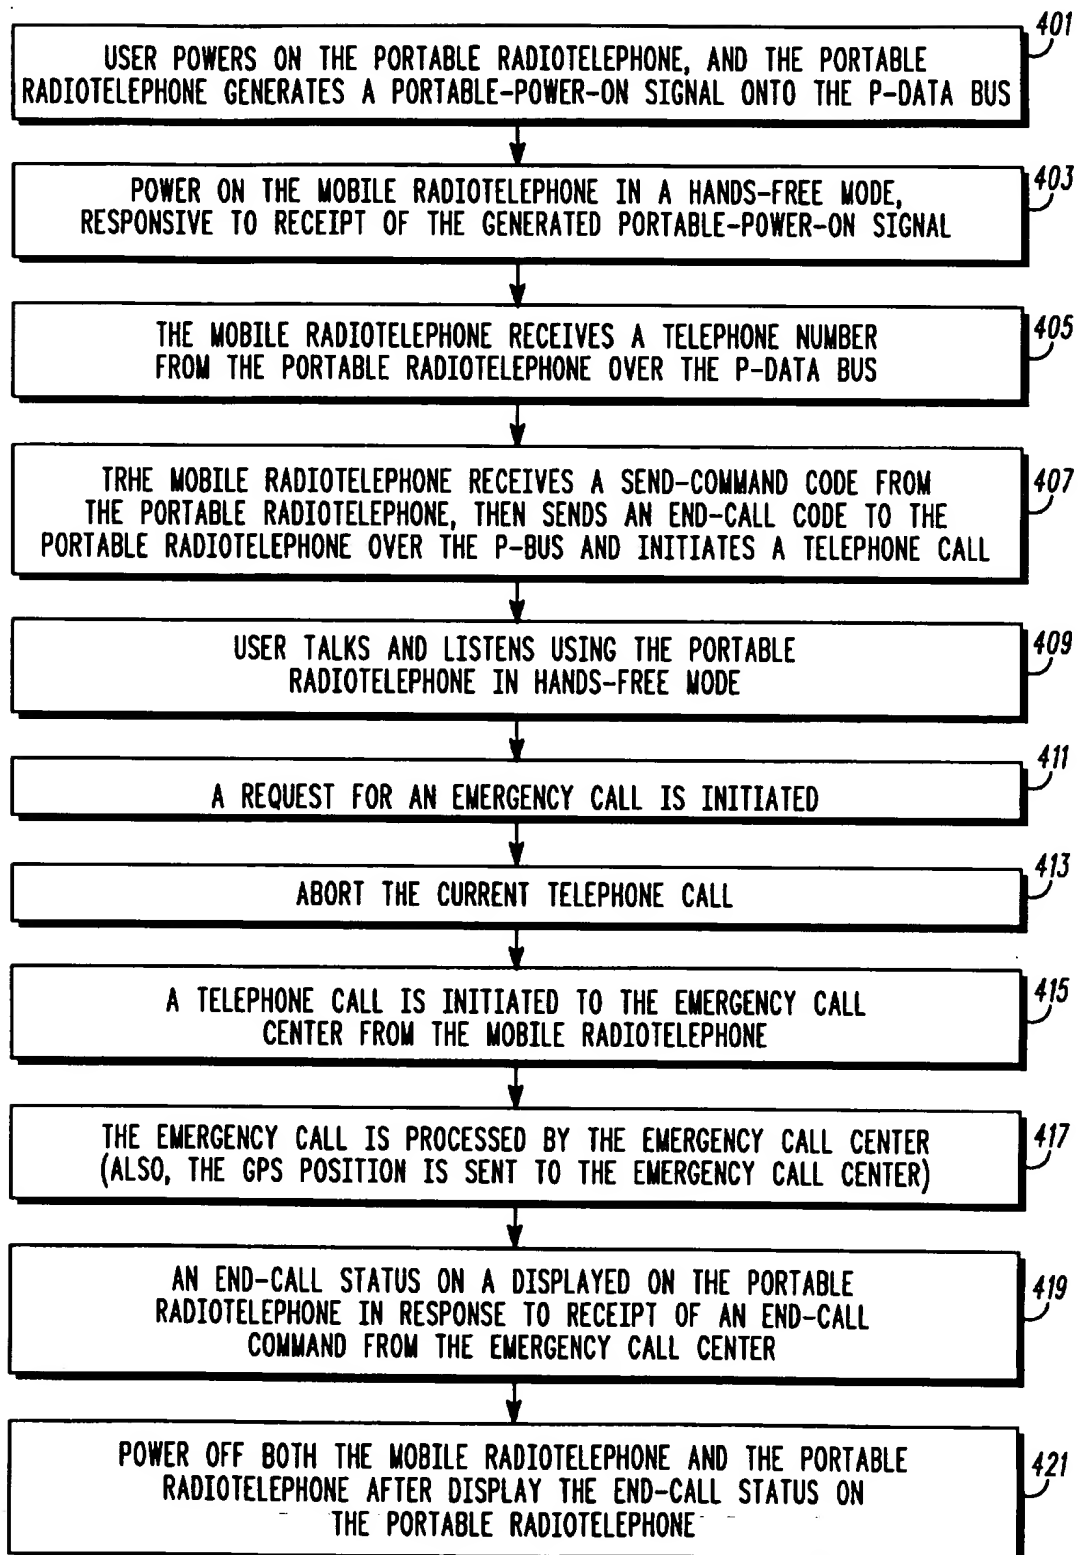 401
USER POWERS ON THE PORTABLE RADIOTELEPHONE, AND THE PORTABLE
RADIOTELEPHONE GENERATES A PORTABLE-POWER-ON SIGNAL ONTO THE P-DATA BUS
403
POWER ON THE MOBILE RADIOTELEPHONE IN A HANDS-FREE MODE,
RESPONSIVE TO RECEIPT OF THE GENERATED PORTABLE-POWER-ON SIGNAL
405
THE MOBILE RADIOTELEPHONE RECEIVES A TELEPHONE NUMBER
FROM THE PORTABLE RADIOTELEPHONE OVER THE P-DATA BUS
407
TRHE MOBILE RADIOTELEPHONE RECEIVES A SEND-COMMAND CODE FROM
THE PORTABLE RADIOTELEPHONE, THEN SENDS AN END-CALL CODE TO THE
PORTABLE RADIOTELEPHONE OVER THE P-BUS AND INITIATES A TELEPHONE CALL
409
USER TALKS AND LISTENS USING THE PORTABLE
RADIOTELEPHONE IN HANDS-FREE MODE
411
A REQUEST FOR AN EMERGENCY CALL IS INITIATED
413
ABORT THE CURRENT TELEPHONE CALL
415
A TELEPHONE CALL IS INITIATED TO THE EMERGENCY CALL
CENTER FROM THE MOBILE RADIOTELEPHONE
417
THE EMERGENCY CALL IS PROCESSED BY THE EMERGENCY CALL CENTER
(ALSO, THE GPS POSITION IS SENT TO THE EMERGENCY CALL CENTER)
419
AN END-CALL STATUS ON A DISPLAYED ON THE PORTABLE
RADIOTELEPHONE IN RESPONSE TO RECEIPT OF AN END-CALL
COMMAND FROM THE EMERGENCY CALL CENTER
421
POWER OFF BOTH THE MOBILE RADIOTELEPHONE AND THE PORTABLE
RADIOTELEPHONE AFTER DISPLAY THE END-CALL STATUS ON
THE PORTABLE RADIOTELEPHONE